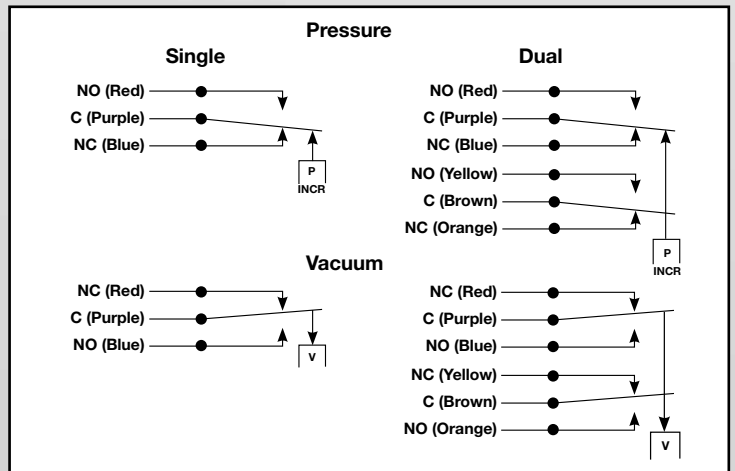 Pressure
Single
NO (Red)
C (Purple)
NC (Blue)
P
INCR
Dual
NO (Red)
C (Purple)
NC (Blue)
NO (Yellow)
C (Brown)
NC (Orange)
P
INCR
Vacuum
NC (Red)
C (Purple)
NO (Blue)
V
NC (Red)
C (Purple)
NO (Blue)
NC (Yellow)
C (Brown)
NO (Orange)
V